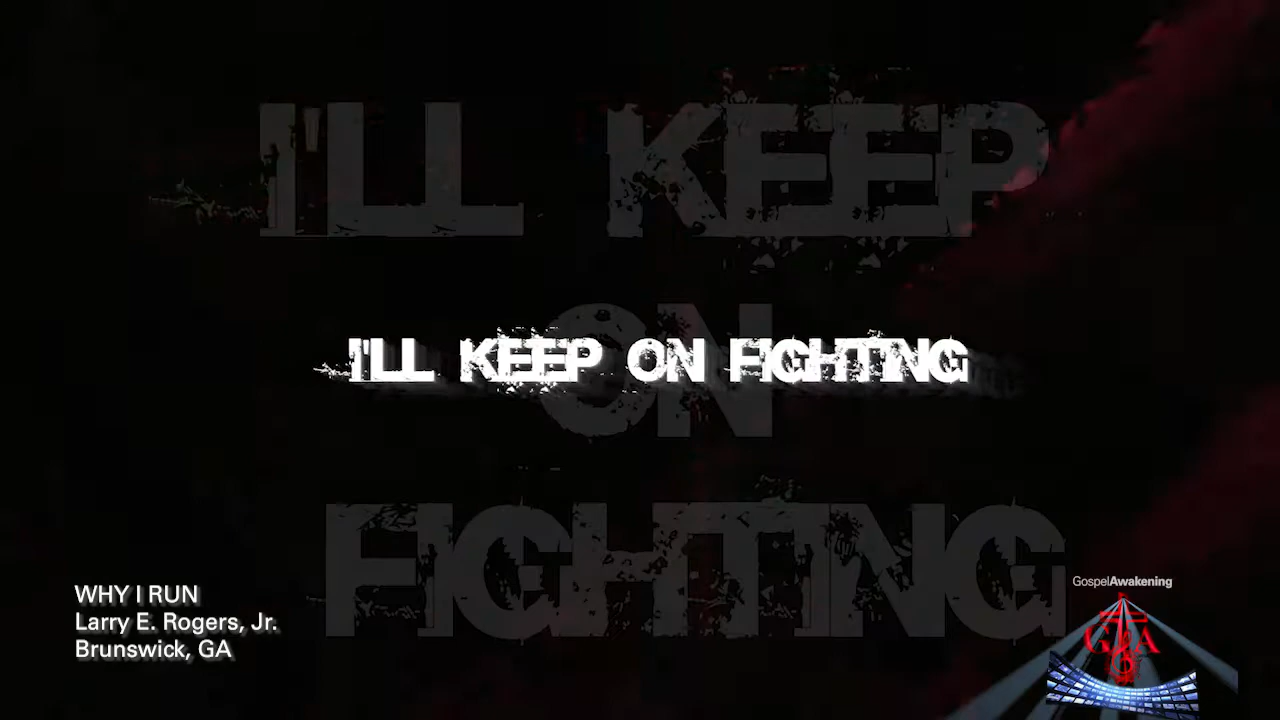 I'LL KEEP
ON
FIGHTING
I'LL KEEP ON FIGHTING
WHY I RUN
Larry E. Rogers, Jr.
Brunswick, GA
GospelAwakening
G A